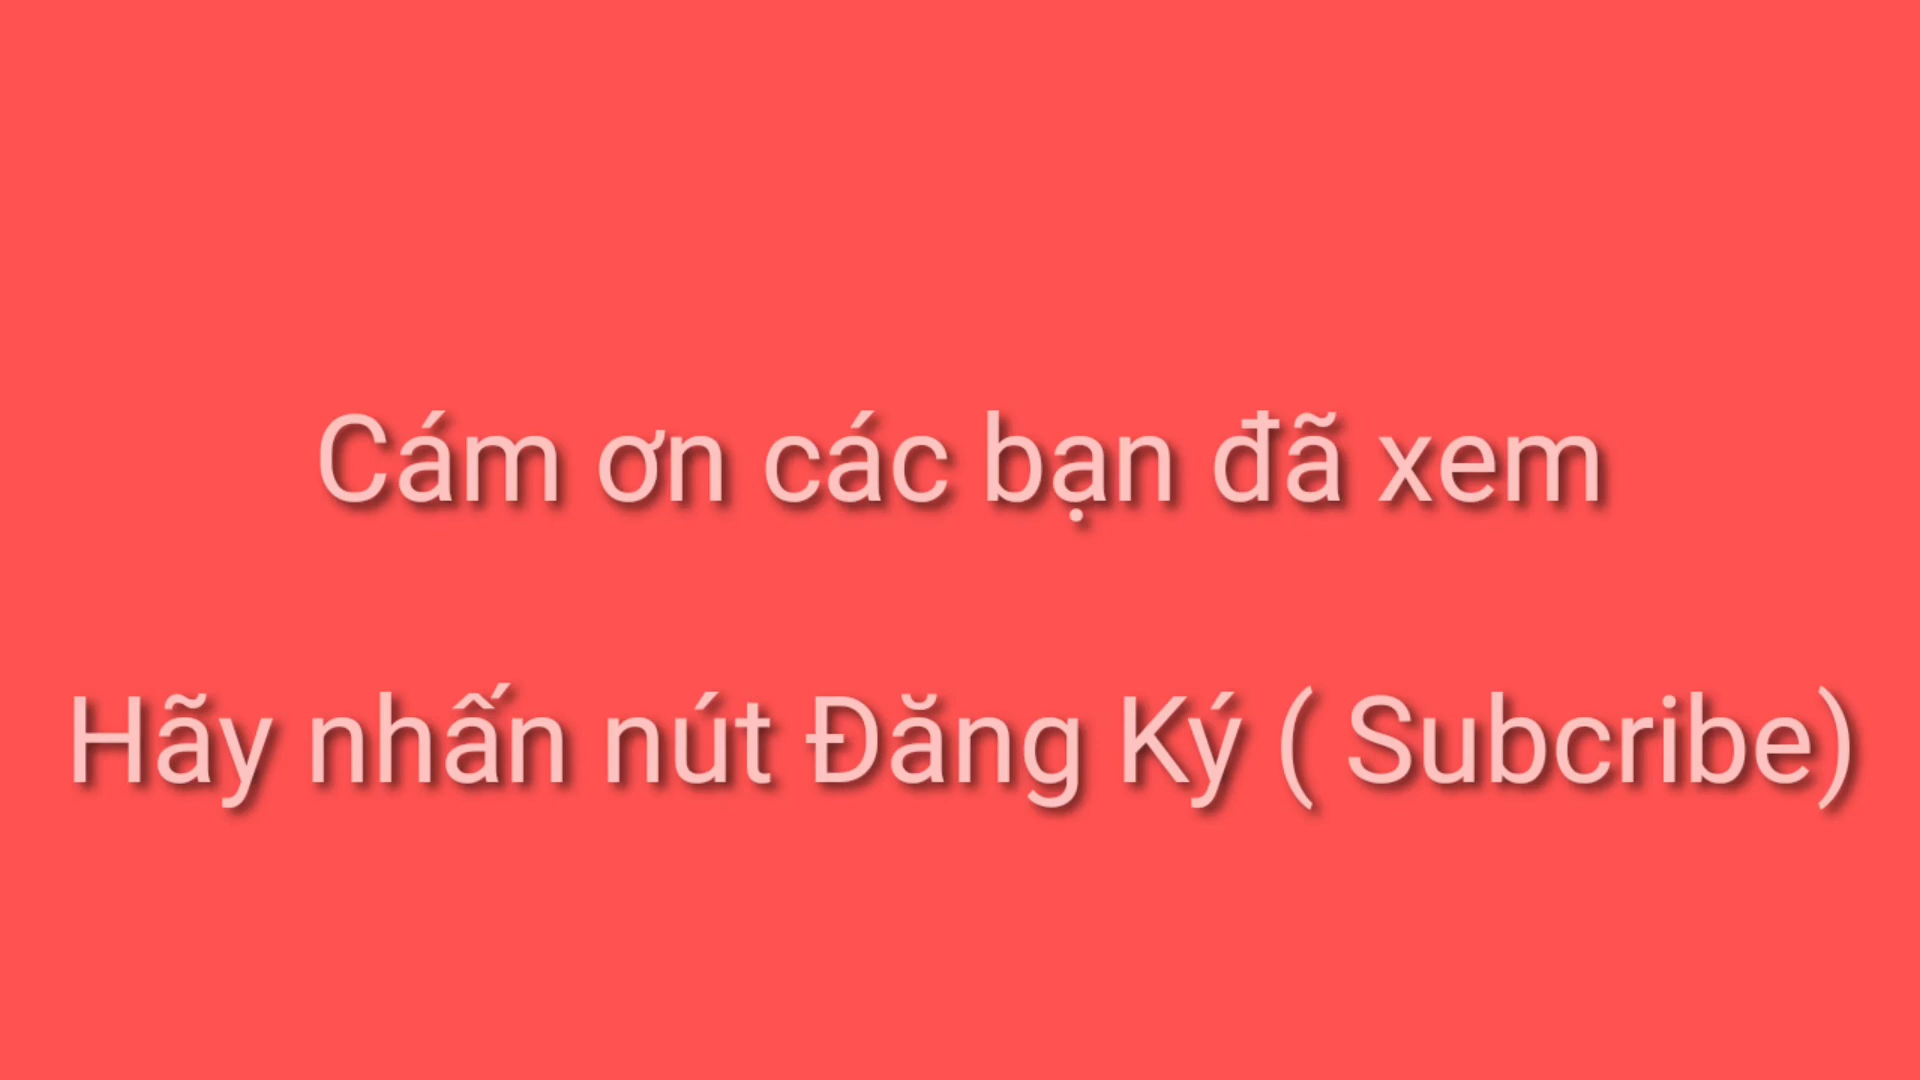 Cám ơn các bạn đã xem
Hãy nhấn nút Đăng Ký ( Subcribe)